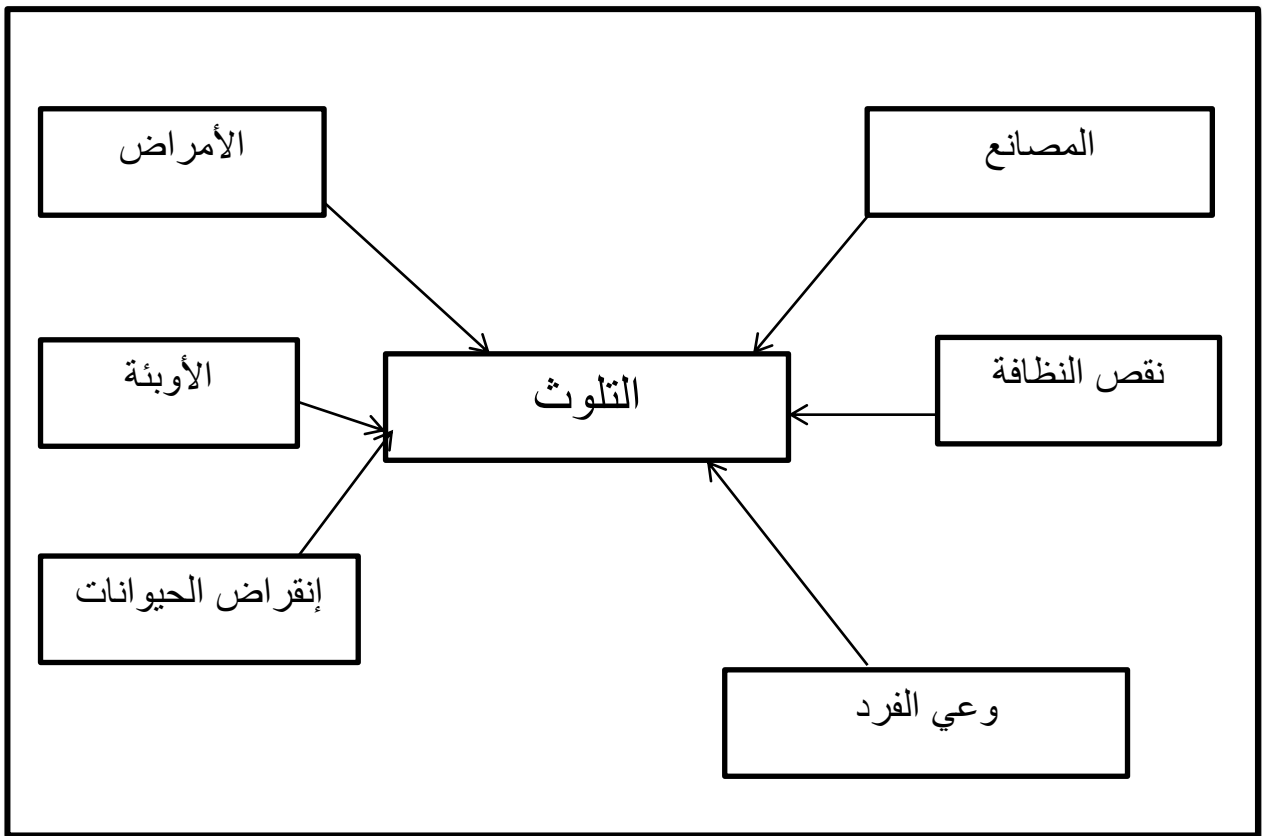 المصانع
الأمراض
نقص النظافة
التلوث
الأوبئة
إنقراض الحيوانات
وعي الفرد